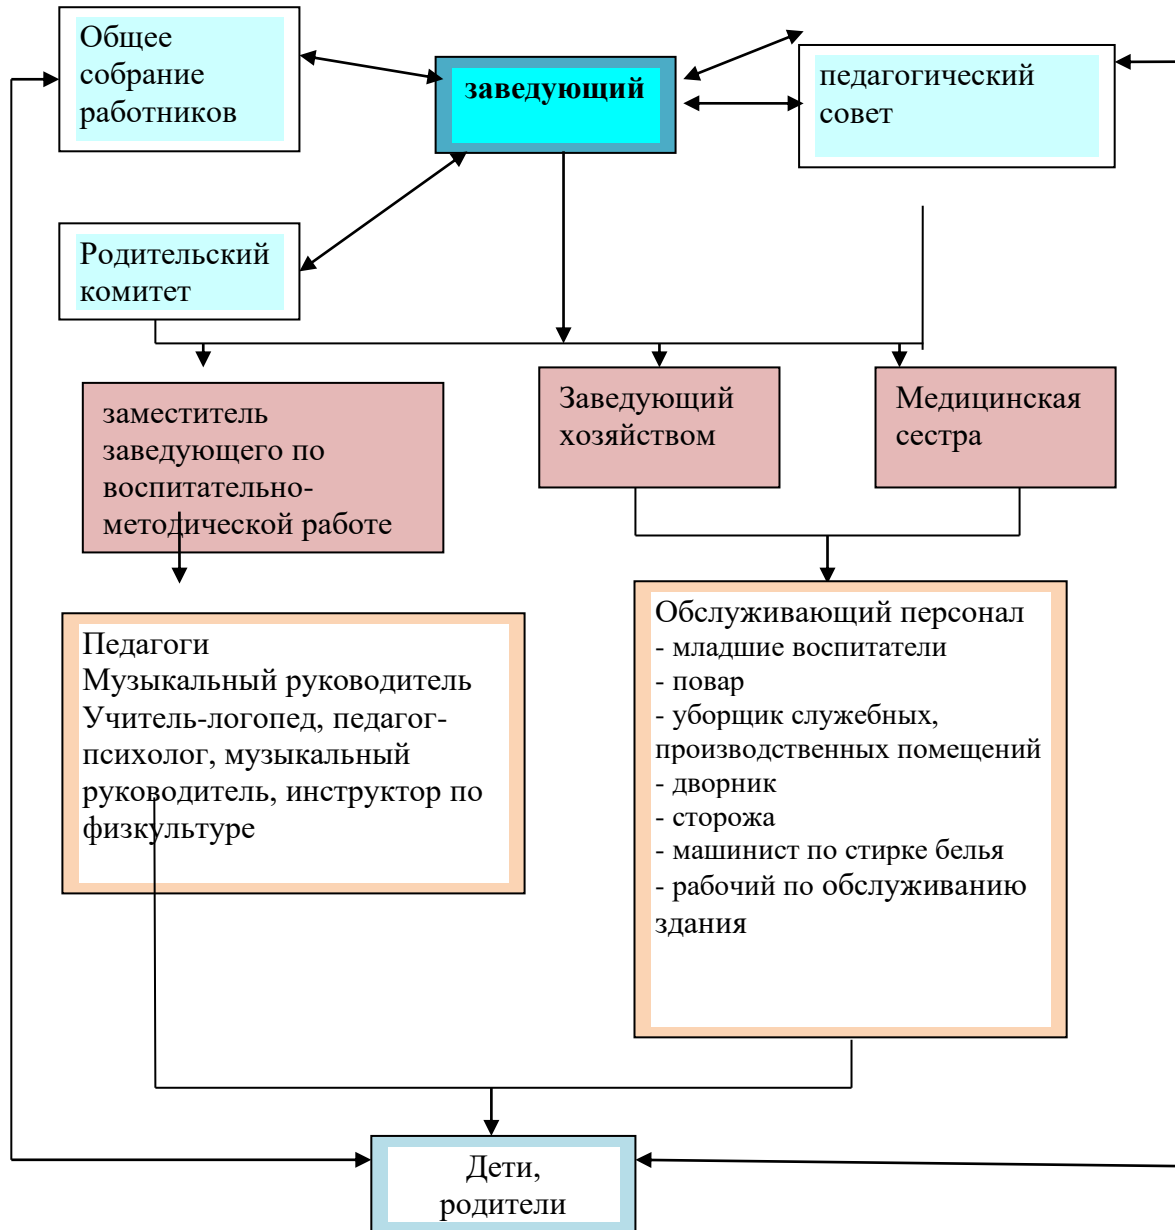 Общее
собрание
работников
заведующий
педагогический
совет
Родительский
комитет
заместитель
заведующего по
воспитательно-
методической работе
Заведующий
хозяйством
Медицинская
сестра
Педагоги
Музыкальный руководитель
Учитель-логопед, педагог-
психолог, музыкальный
руководитель, инструктор по
физкультуре
Обслуживающий персонал
- младшие воспитатели
- повар
- уборщик служебных,
производственных помещений
- дворник
- сторожа
- машинист по стирке белья
- рабочий по обслуживанию
здания
Дети,
родители